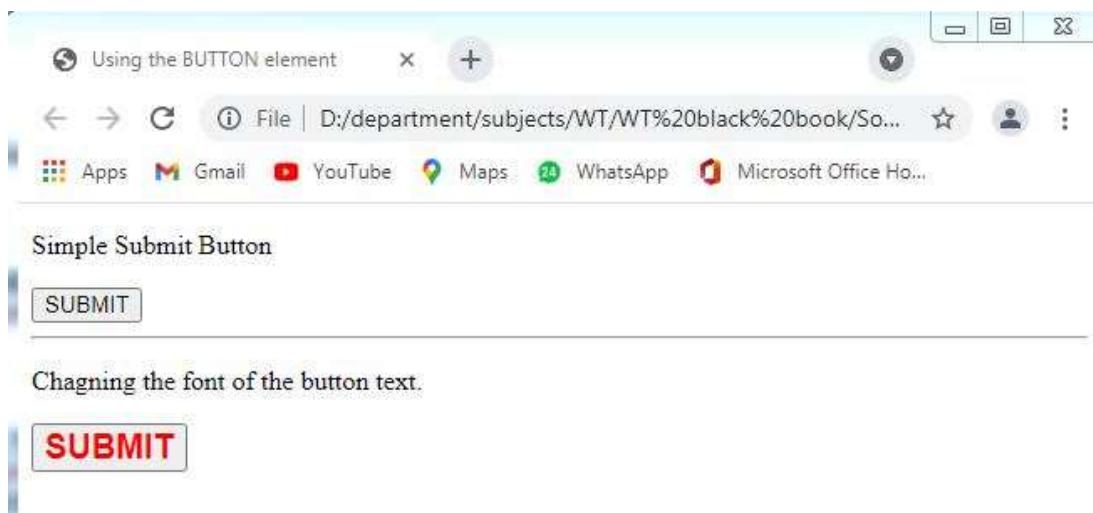 Using the BUTTON element
File | D:/department/subjects/WT/WT%20black%20book/So...
Apps Gmail YouTube Maps 24 WhatsApp Microsoft Office Ho...
Simple Submit Button
SUBMIT
Chagning the font of the button text.
SUBMIT